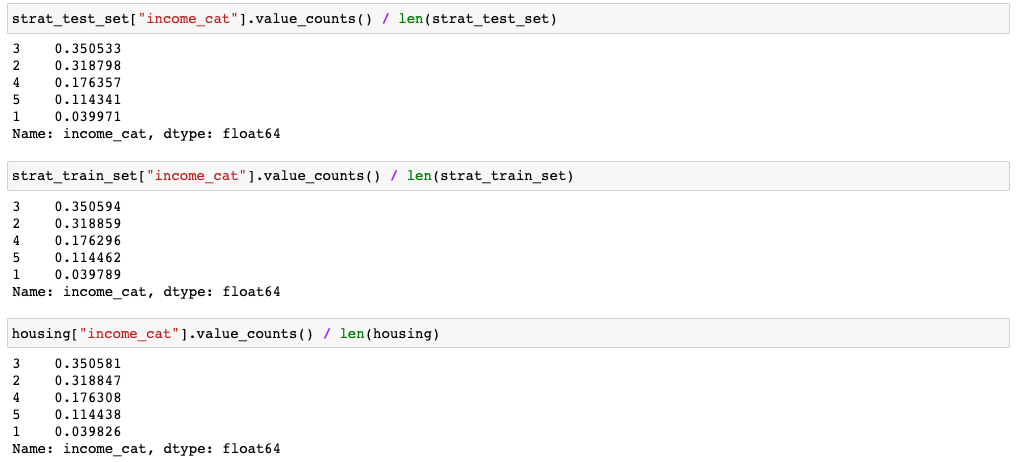 strat_test_set["income_cat"].value_counts() / len(strat_test_set)
3    0.350533
2    0.318798
4    0.176357
5    0.114341
1    0.039971
Name: income_cat, dtype: float64
strat_train_set["income_cat"].value_counts() / len(strat_train_set)
3    0.350594
2    0.318859
4    0.176296
5    0.114462
1    0.039789
Name: income_cat, dtype: float64
housing["income_cat"].value_counts() / len(housing)
3    0.350581
2    0.318847
4    0.176308
5    0.114438
1    0.039826
Name: income_cat, dtype: float64